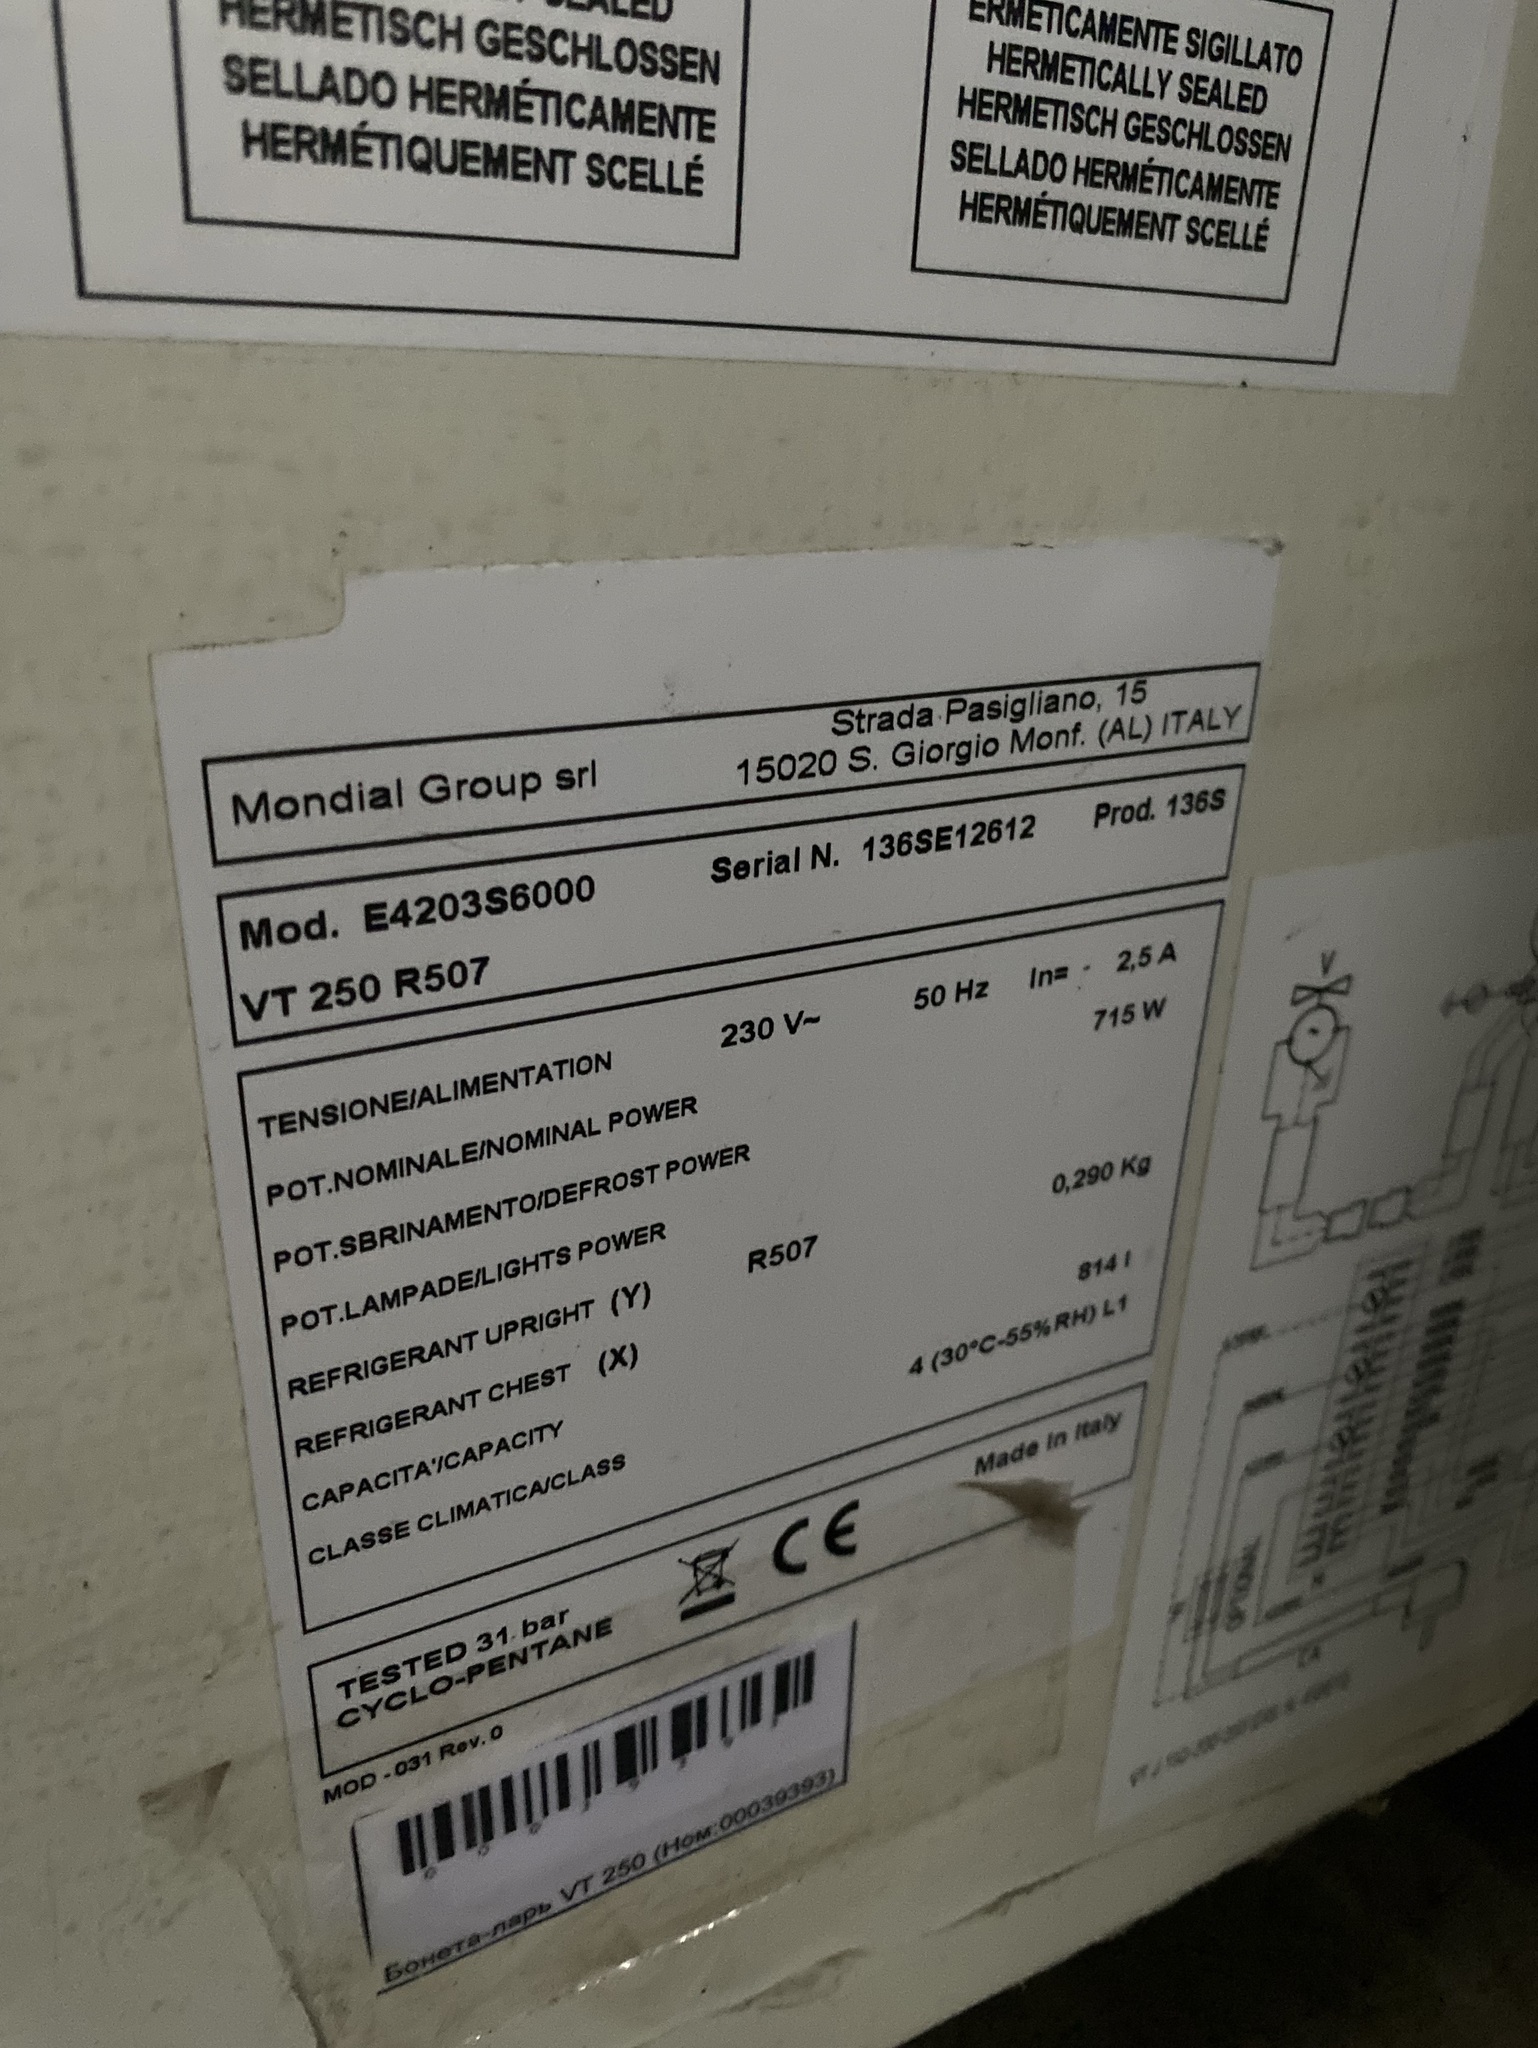 SEALED
HERMETISCH GESCHLOSSEN
SELLADO HERMÉTICAMENTE
HERMÉTIQUEMENT SCELLÉ
ERMETICAMENTE SIGILLATO
HERMETICALLY SEALED
HERMETISCH GESCHLOSSEN
SELLADO HERMÉTICAMENTE
HERMÉTIQUEMENT SCELLÉ
Mondial Group srl
Strada Pasigliano, 15
15020 S. Giorgio Monf. (AL) ITALY
Mod. E4203S6000 Serial N. 136SE12612 Prod. 136S
VT 250 R507
TENSIONE/ALIMENTATION 230 V~ 50 Hz In= - 2,5 A
POT.NOMINALE/NOMINAL POWER 715 W
POT.SBRINAMENTO/DEFROST POWER
POT.LAMPADE/LIGHTS POWER
REFRIGERANT UPRIGHT (Y) R507 0,290 Kg
REFRIGERANT CHEST (X)
CAPACITA'/CAPACITY 814 l
CLASSE CLIMATICA/CLASS 4 (30°C-55%RH) L1
Made In Italy
TESTED 31 bar
CYCLO-PENTANE
CE
MOD - 031 Rev. 0
Бонета-ларь VT 250 (Ном:00039393)
V
OPTIONAL